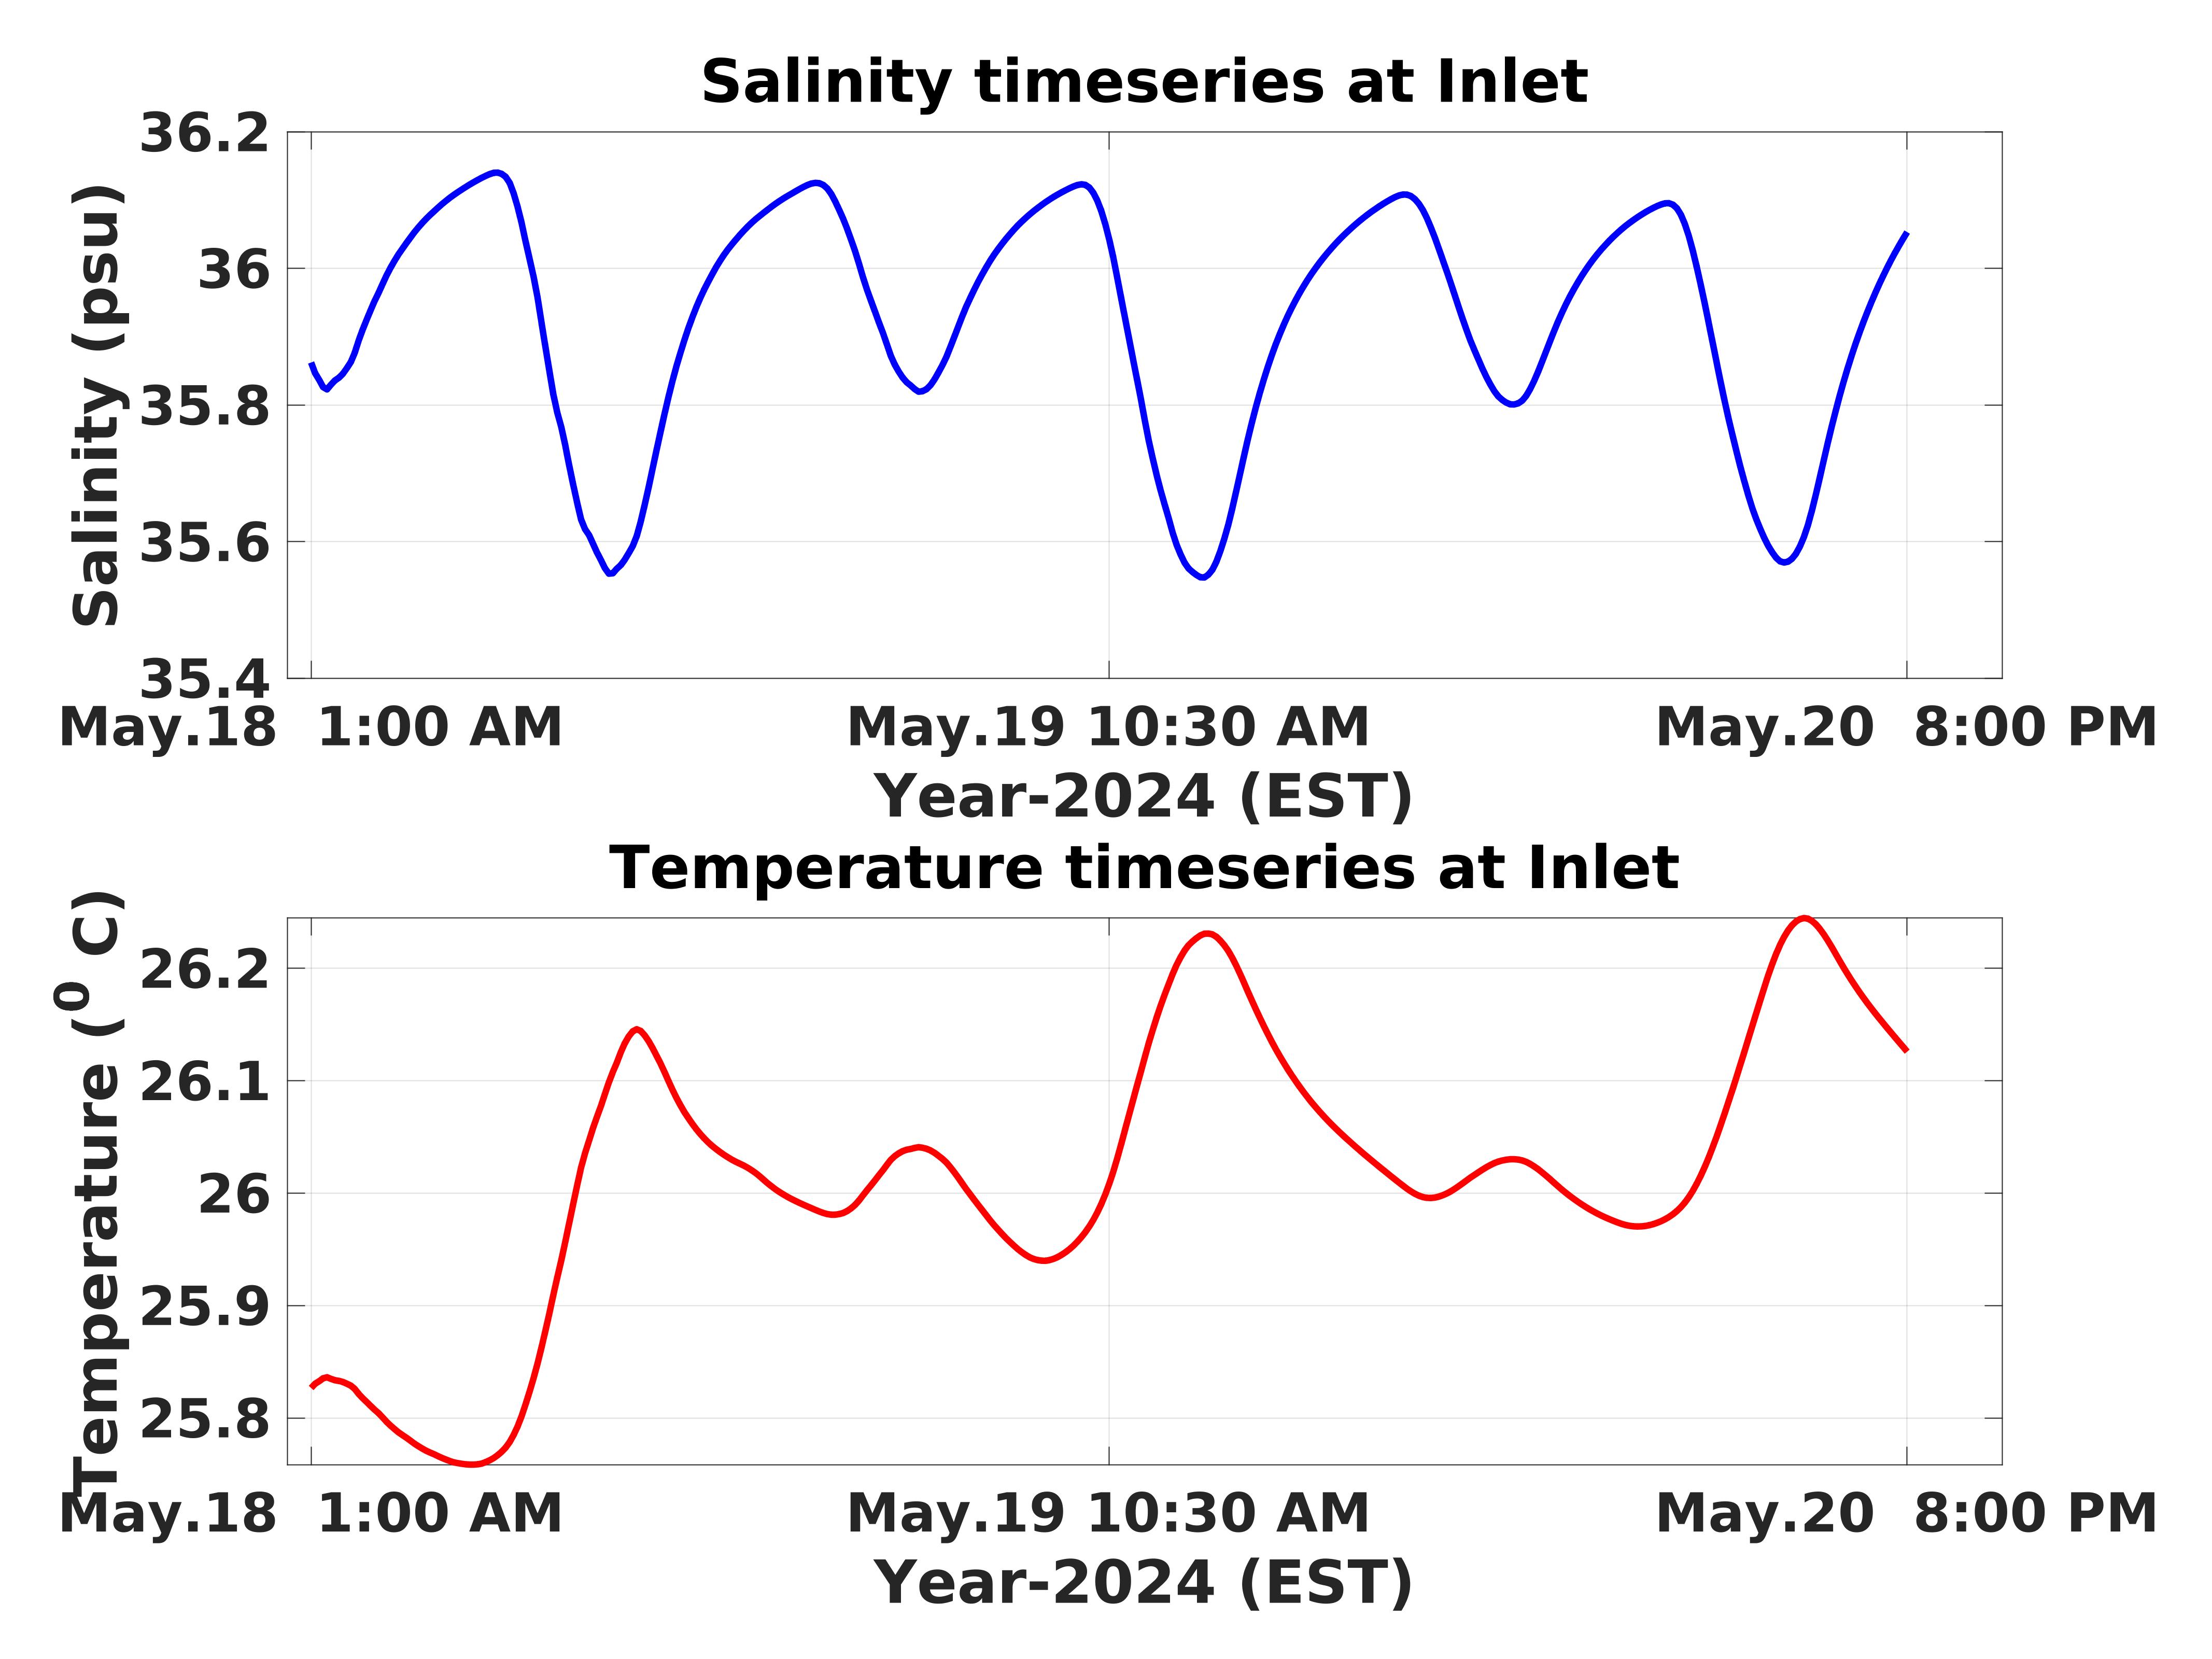 Salinity timeseries at Inlet
Salinity (psu)
36.2
36
35.8
35.6
35.4
May.18  1:00 AM
May.19 10:30 AM
May.20  8:00 PM
Year-2024 (EST)
Temperature timeseries at Inlet
Temperature (⁰ C)
26.2
26.1
26
25.9
25.8
May.18  1:00 AM
May.19 10:30 AM
May.20  8:00 PM
Year-2024 (EST)